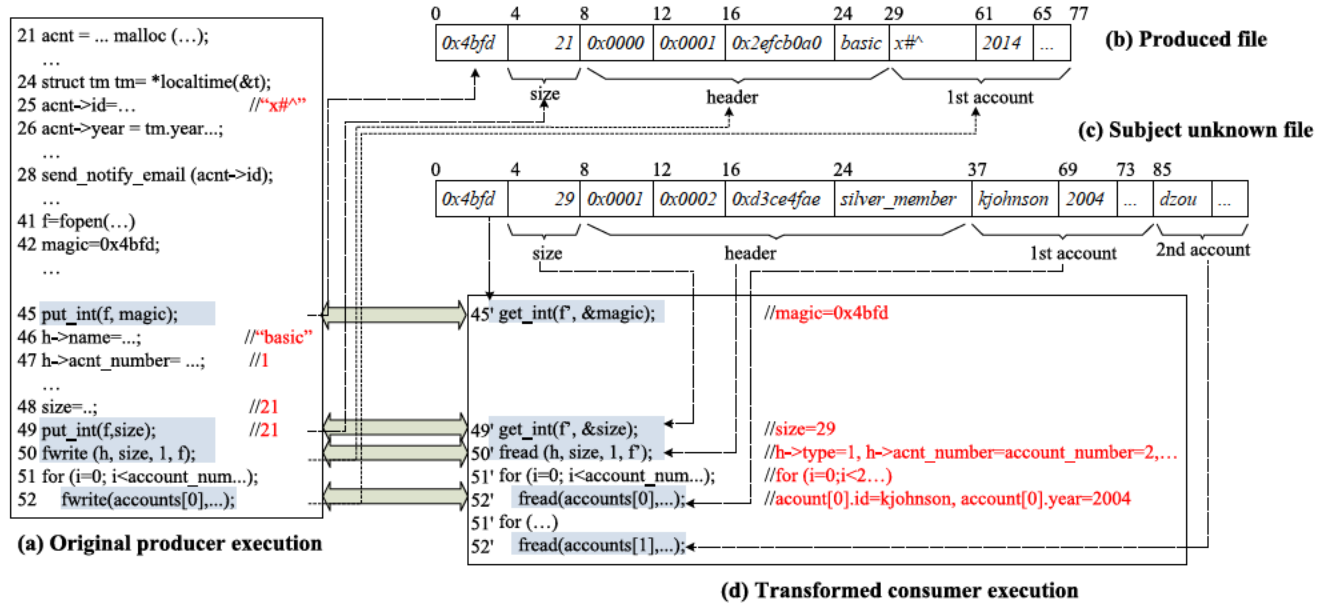 21 acnt = ... malloc (…);
…
24 struct tm tm= *localtime(&t);
25 acnt->id=… //“x#^”
26 acnt->year = tm.year...;
…
28 send_notify_email (acnt->id);
41 f=fopen(…)
42 magic=0x4bfd;
…
45 put_int(f, magic);
46 h->name=...; //“basic”
47 h->acnt_number= ...; //1
…
48 size=..; //21
49 put_int(f,size); //21
50 fwrite (h, size, 1, f);
51 for (i=0; i<account_num...);
52 fwrite(accounts[0],...);
(a) Original producer execution
0 4 8 12 16 24 29 61 65 77
0x4bfd 21 0x0000 0x0001 0x2efcb0a0 basic x#^ 2014 ...
(b) Produced file
size header 1st account
(c) Subject unknown file
0 4 8 12 16 24 37 69 73 85
0x4bfd 29 0x0001 0x0002 0xd3ce4fae silver_member kjohnson 2004 ... dzou ...
size header 1st account 2nd account
45' get_int(f', &magic); //magic=0x4bfd
49' get_int(f', &size); //size=29
50' fread (h, size, 1, f'); //h->type=1, h->acnt_number=account_number=2,…
51' for (i=0; i<account_num...); //for (i=0;i<2…)
52' fread(accounts[0],...); //acount[0].id=kjohnson, account[0].year=2004
51' for (…)
52' fread(accounts[1],...);
(d) Transformed consumer execution